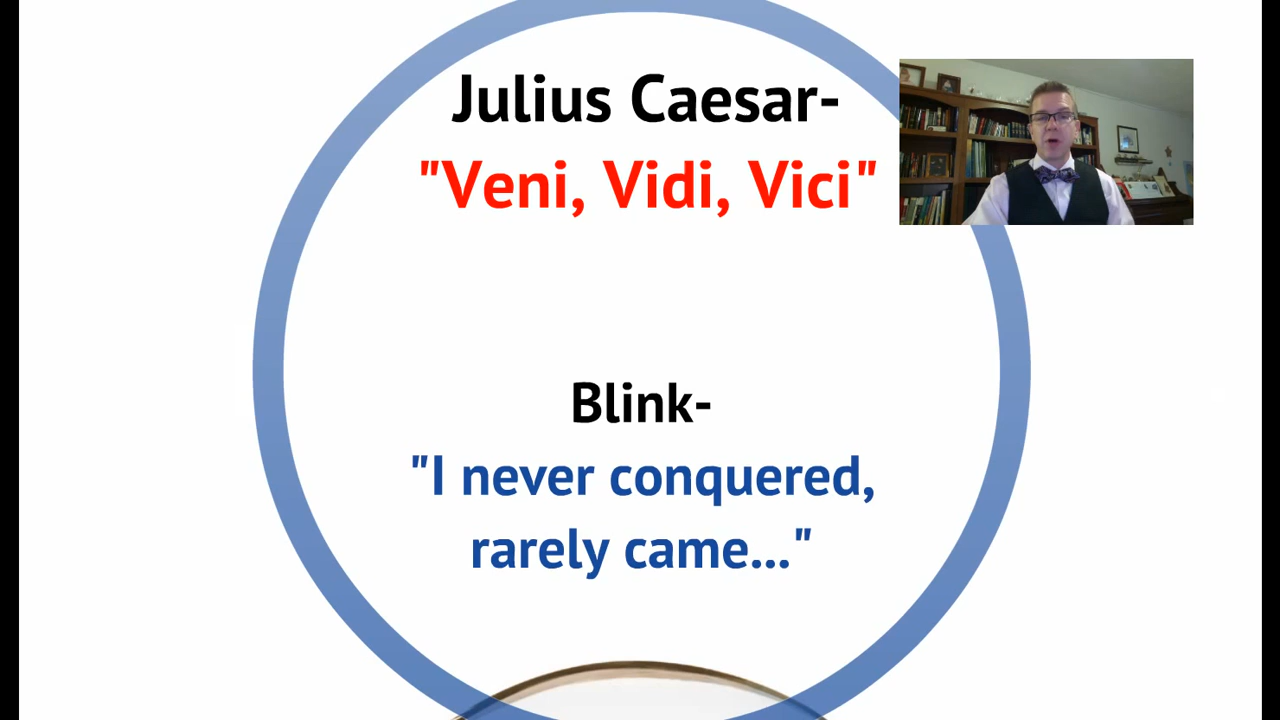 Julius Caesar-
"Veni, Vidi, Vici"
Blink-
"I never conquered,
rarely came..."